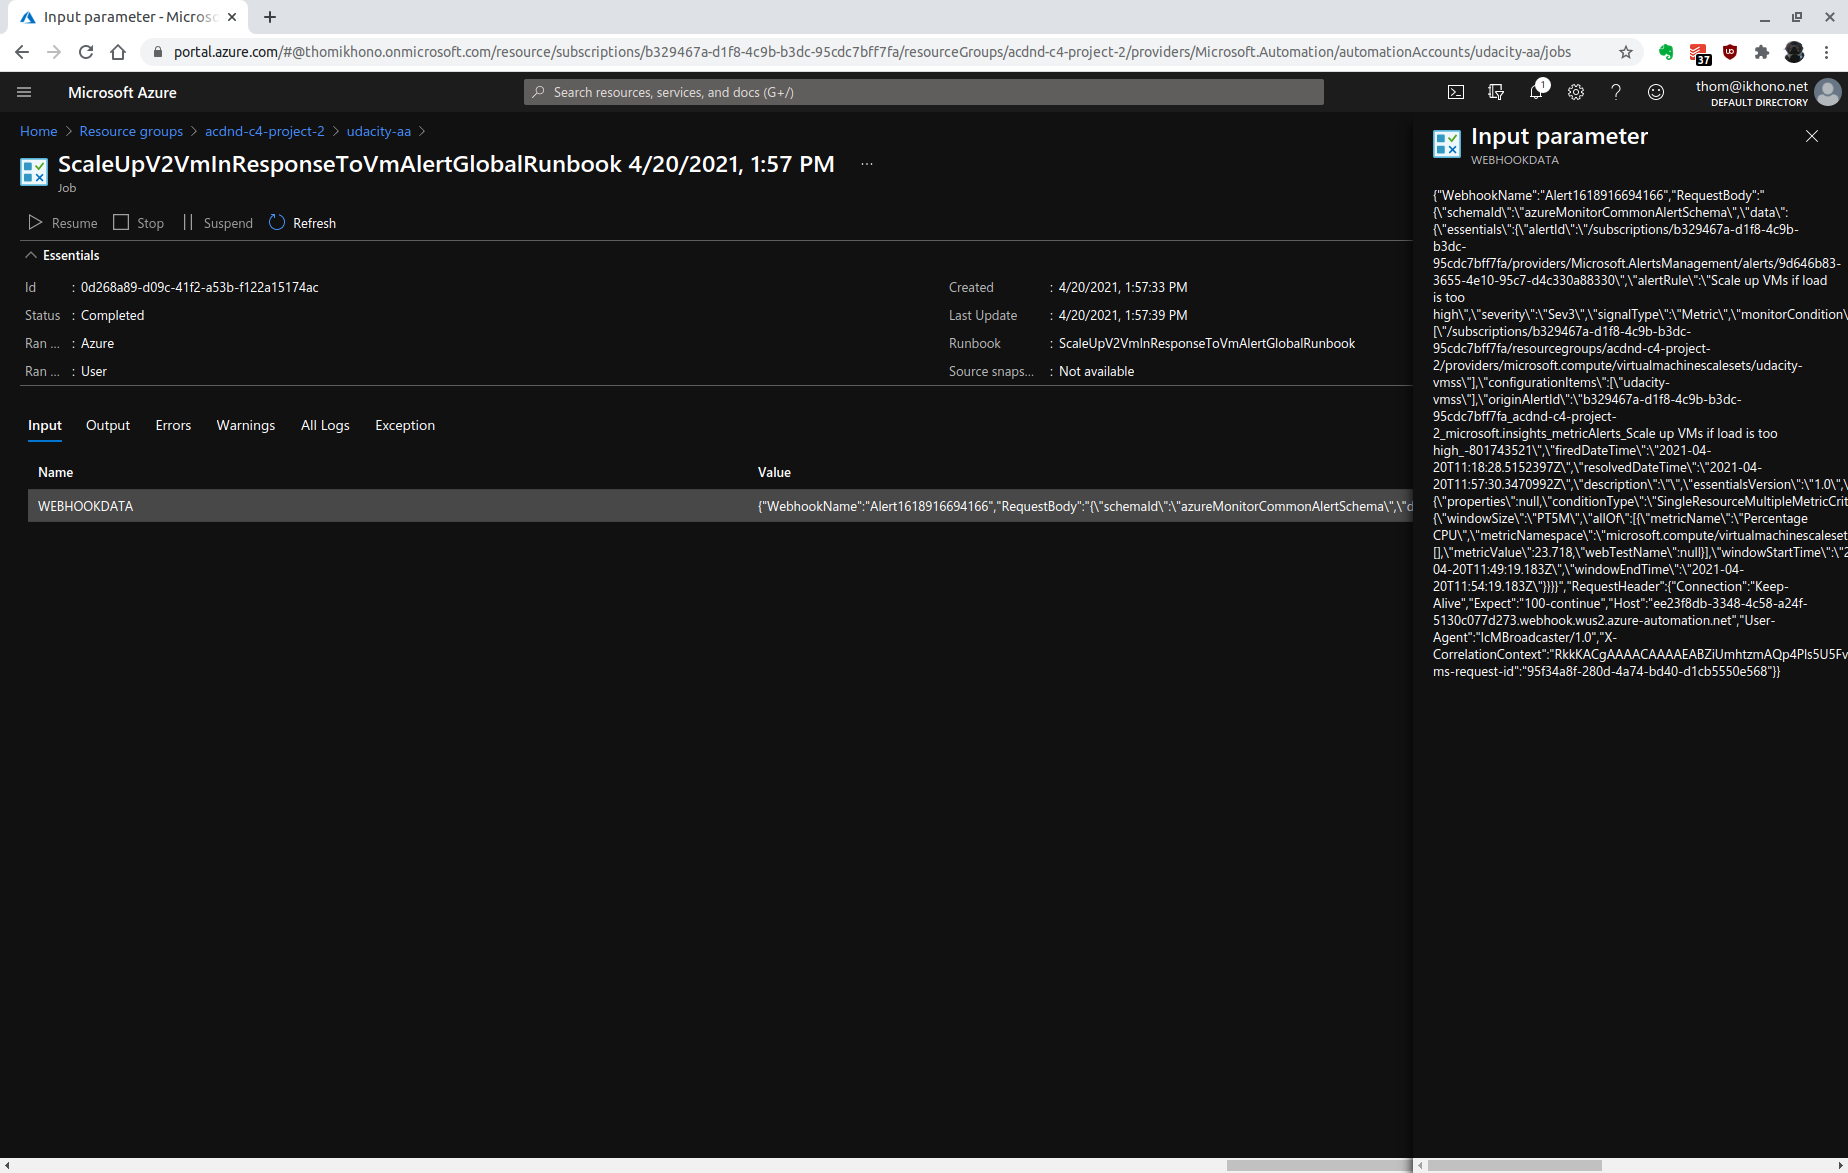 Input parameter - Micros
portal.azure.com/#@thomikhono.onmicrosoft.com/resource/subscriptions/b329467a-d1f8-4c9b-b3dc-95cdc7bff7fa/resourceGroups/acdnd-c4-project-2/providers/Microsoft.Automation/automationAccounts/udacity-aa/jobs
37
Microsoft Azure
Search resources, services, and docs (G+/)
1
thom@ikhono.net
DEFAULT DIRECTORY
Home > Resource groups > acdnd-c4-project-2 > udacity-aa >
ScaleUpV2VmInResponseToVmAlertGlobalRunbook 4/20/2021, 1:57 PM ...
Job
Resume Stop Suspend Refresh
Essentials
Id : 0d268a89-d09c-41f2-a53b-f122a15174ac
Status : Completed
Ran ... : Azure
Ran ... : User
Created : 4/20/2021, 1:57:33 PM
Last Update : 4/20/2021, 1:57:39 PM
Runbook : ScaleUpV2VmInResponseToVmAlertGlobalRunbook
Source snaps... : Not available
Input Output Errors Warnings All Logs Exception
Name Value
WEBHOOKDATA {"WebhookName":"Alert1618916694166","RequestBody":"{\"schemaId\":\"azureMonitorCommonAlertSchema\",\"d
Input parameter
WEBHOOKDATA
{"WebhookName":"Alert1618916694166","RequestBody":"
{\"schemaId\":\"azureMonitorCommonAlertSchema\",\"data\":
{\"essentials\":{\"alertId\":\"/subscriptions/b329467a-d1f8-4c9b-
b3dc-
95cdc7bff7fa/providers/Microsoft.AlertsManagement/alerts/9d646b83-
3655-4e10-95c7-d4c330a88330\",\"alertRule\":\"Scale up VMs if load
is too
high\",\"severity\":\"Sev3\",\"signalType\":\"Metric\",\"monitorCondition\
[\"/subscriptions/b329467a-d1f8-4c9b-b3dc-
95cdc7bff7fa/resourcegroups/acdnd-c4-project-
2/providers/microsoft.compute/virtualmachinescalesets/udacity-
vmss\"],\"configurationItems\":[\"udacity-
vmss\"],\"originAlertId\":\"b329467a-d1f8-4c9b-b3dc-
95cdc7bff7fa_acdnd-c4-project-
2_microsoft.insights_metricAlerts_Scale up VMs if load is too
high_-801743521\",\"firedDateTime\":\"2021-04-
20T11:18:28.5152397Z\",\"resolvedDateTime\":\"2021-04-
20T11:57:30.3470992Z\",\"description\":\"\",\"essentialsVersion\":\"1.0\",\
{\"properties\":null,\"conditionType\":\"SingleResourceMultipleMetricCrit
{\"windowSize\":\"PT5M\",\"allOf\":[{\"metricName\":\"Percentage
CPU\",\"metricNamespace\":\"microsoft.compute/virtualmachinescaleset
[],\"metricValue\":23.718,\"webTestName\":null}],\"windowStartTime\":\"2
04-20T11:49:19.183Z\",\"windowEndTime\":\"2021-04-
20T11:54:19.183Z\"}}}}","RequestHeader":{"Connection":"Keep-
Alive","Expect":"100-continue","Host":"ee23f8db-3348-4c58-a24f-
5130c077d273.webhook.wus2.azure-automation.net","User-
Agent":"IcMBroadcaster/1.0","X-
CorrelationContext":"RkkKACgAAAACAAAAEABZiUmhtzmAQp4Pls5U5Fv
ms-request-id":"95f34a8f-280d-4a74-bd40-d1cb5550e568"}}